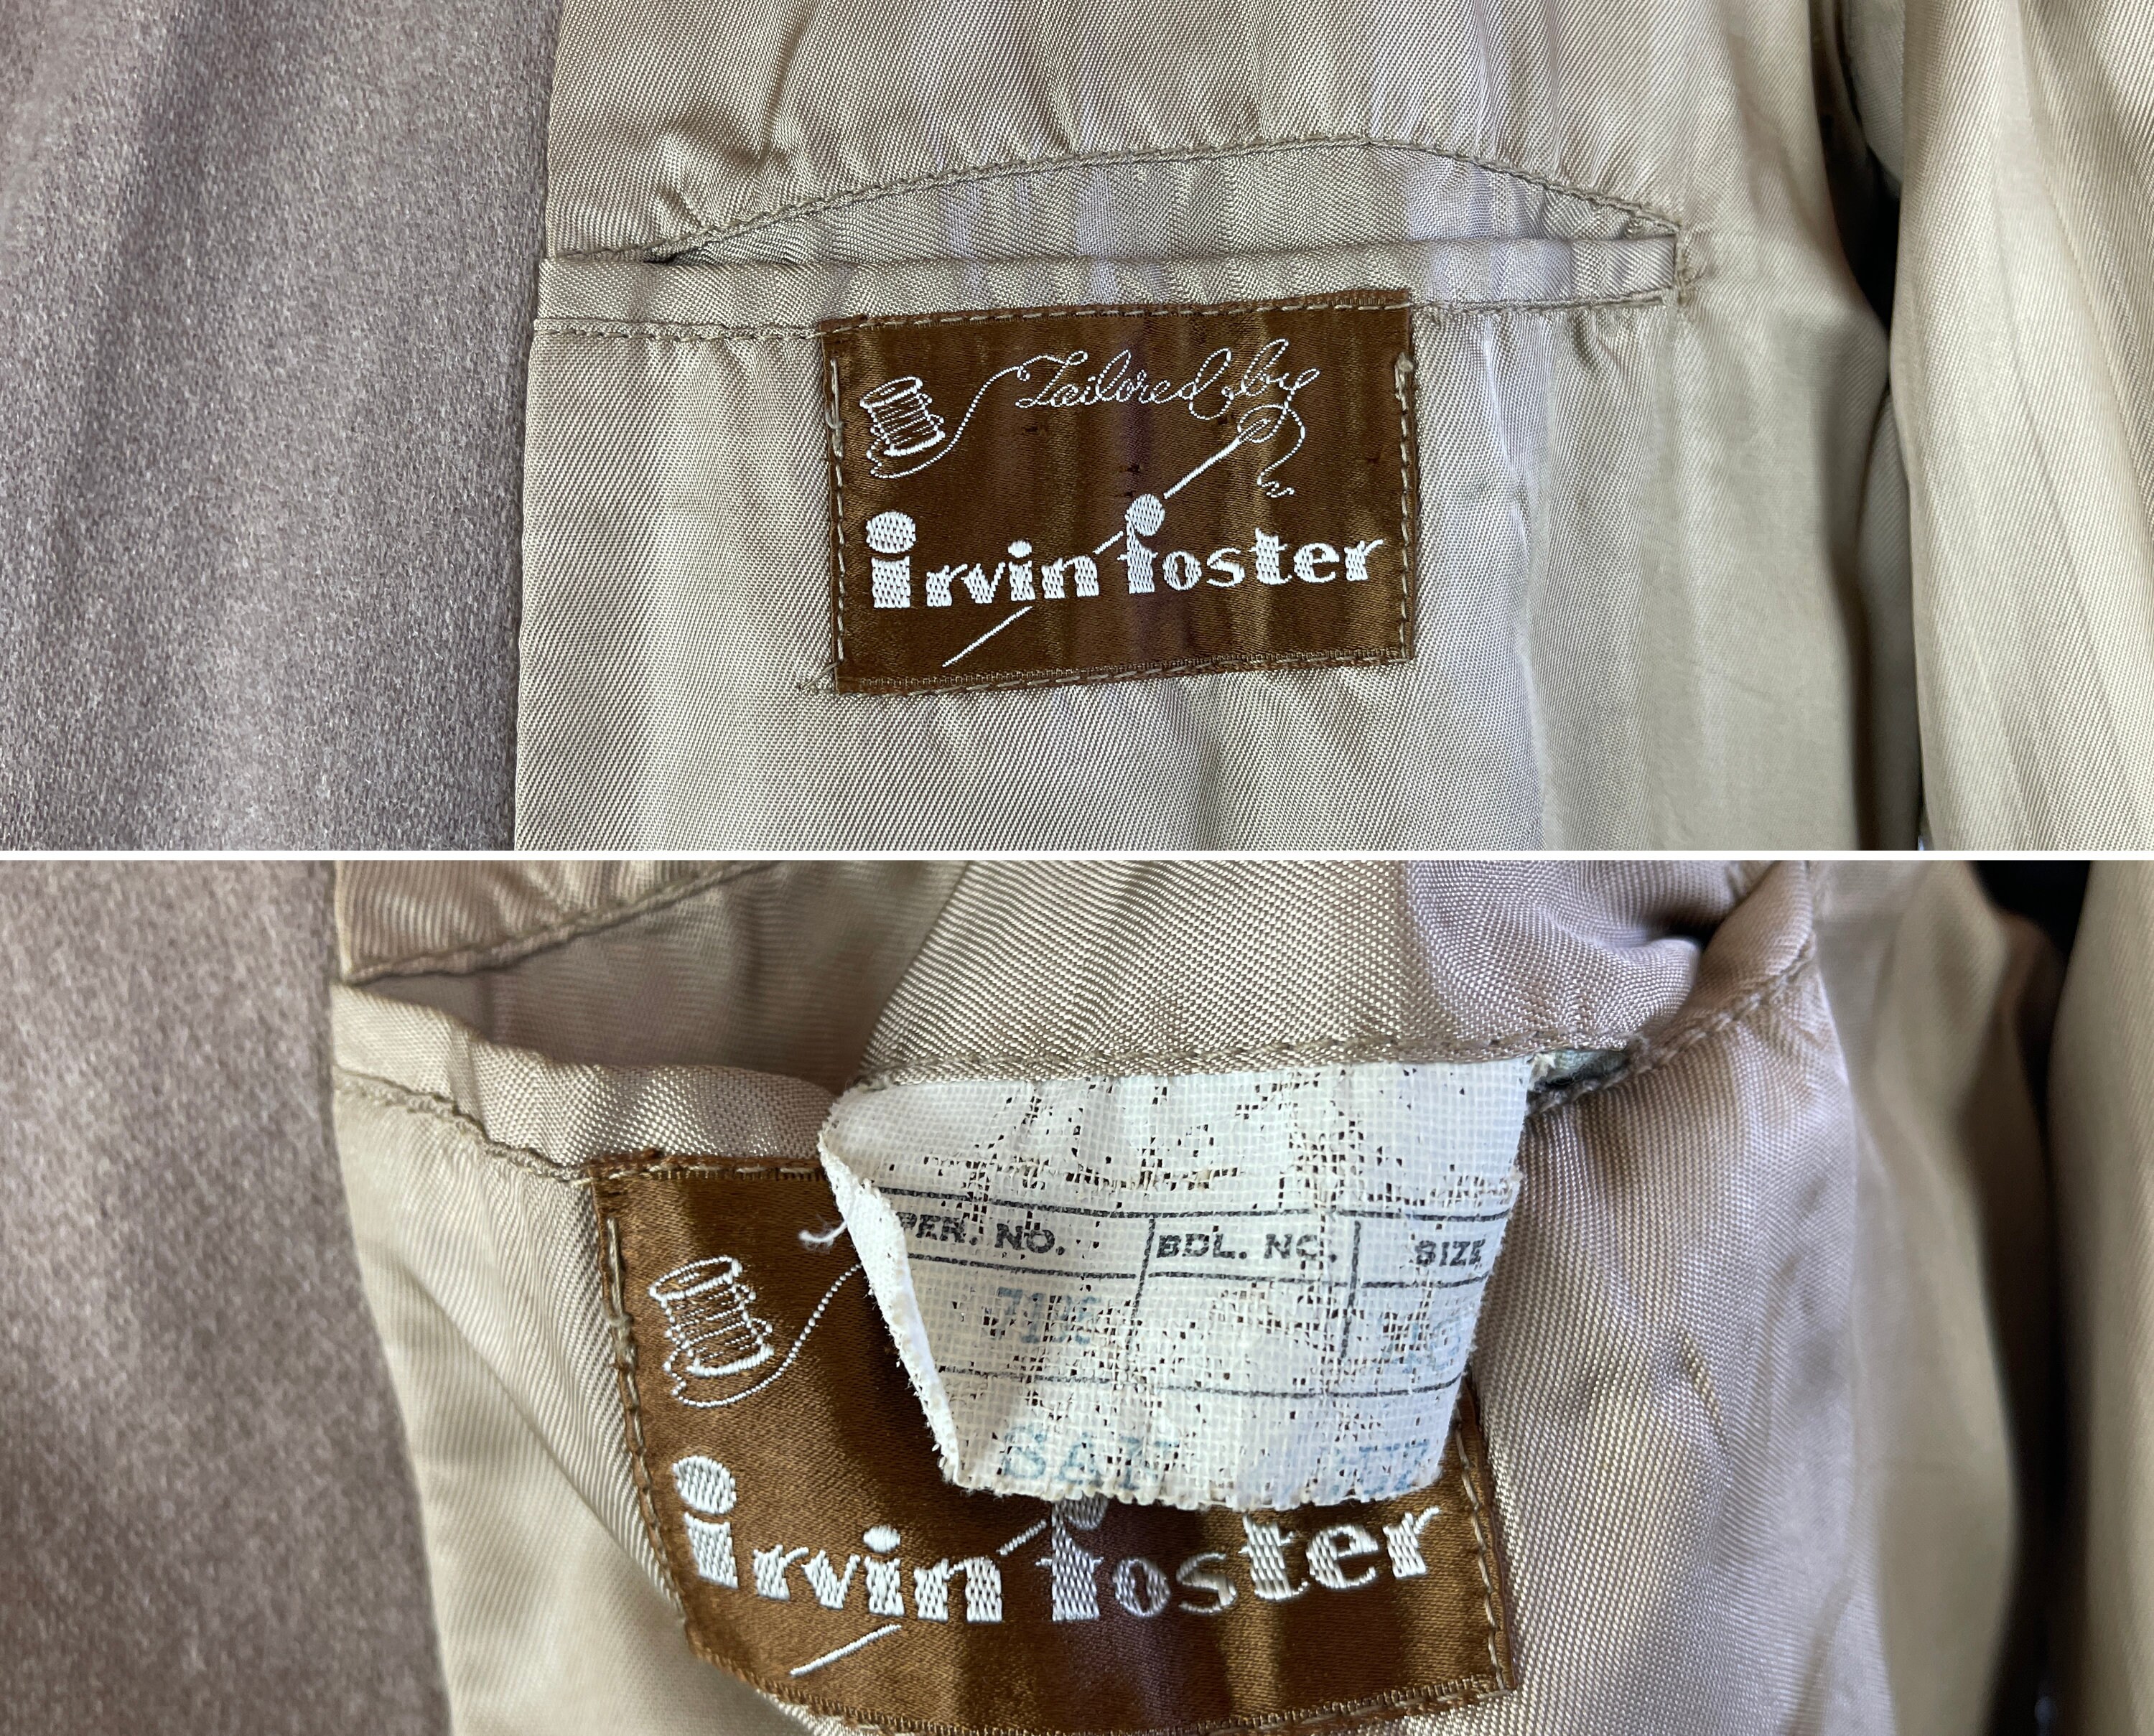 Tailored by
irvin foster
PER. NO. BDL. NO. SIZE
irvin foster